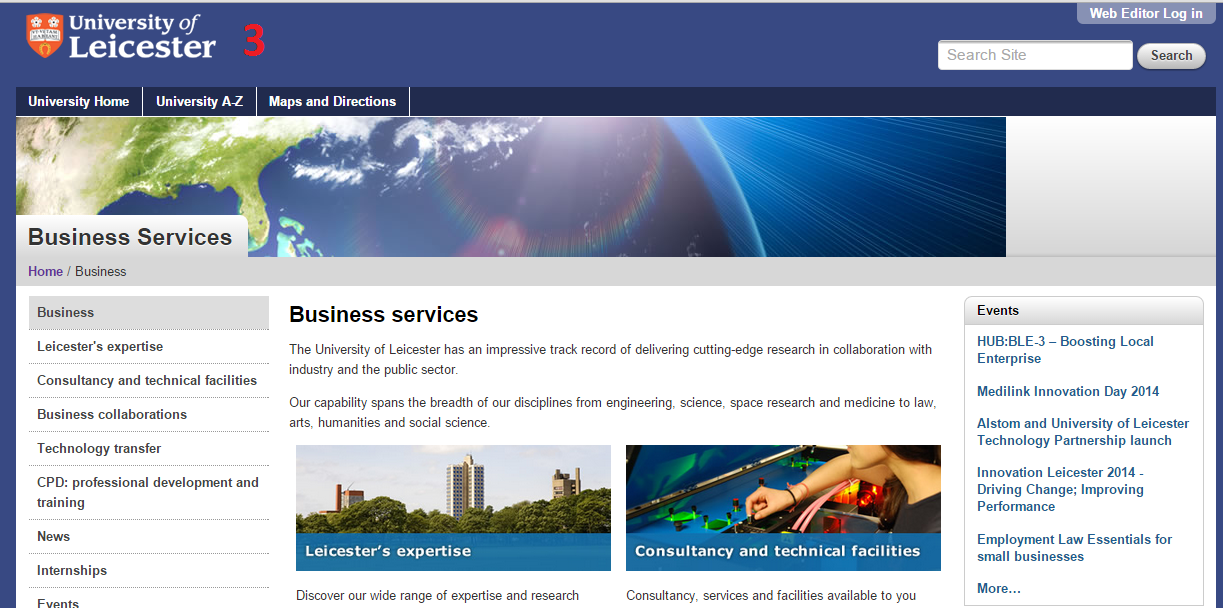 Web Editor Log in
University of
Leicester
3
Search Site
Search
University Home
University A-Z
Maps and Directions
Business Services
Home / Business
Business
Leicester's expertise
Consultancy and technical facilities
Business collaborations
Technology transfer
CPD: professional development and
training
News
Internships
Events
Business services
The University of Leicester has an impressive track record of delivering cutting-edge research in collaboration with
industry and the public sector.
Our capability spans the breadth of our disciplines from engineering, science, space research and medicine to law,
arts, humanities and social science.
Leicester’s expertise
Discover our wide range of expertise and research
Consultancy and technical facilities
Consultancy, services and facilities available to you
Events
HUB:BLE-3 – Boosting Local
Enterprise
Medilink Innovation Day 2014
Alstom and University of Leicester
Technology Partnership launch
Innovation Leicester 2014 -
Driving Change; Improving
Performance
Employment Law Essentials for
small businesses
More…